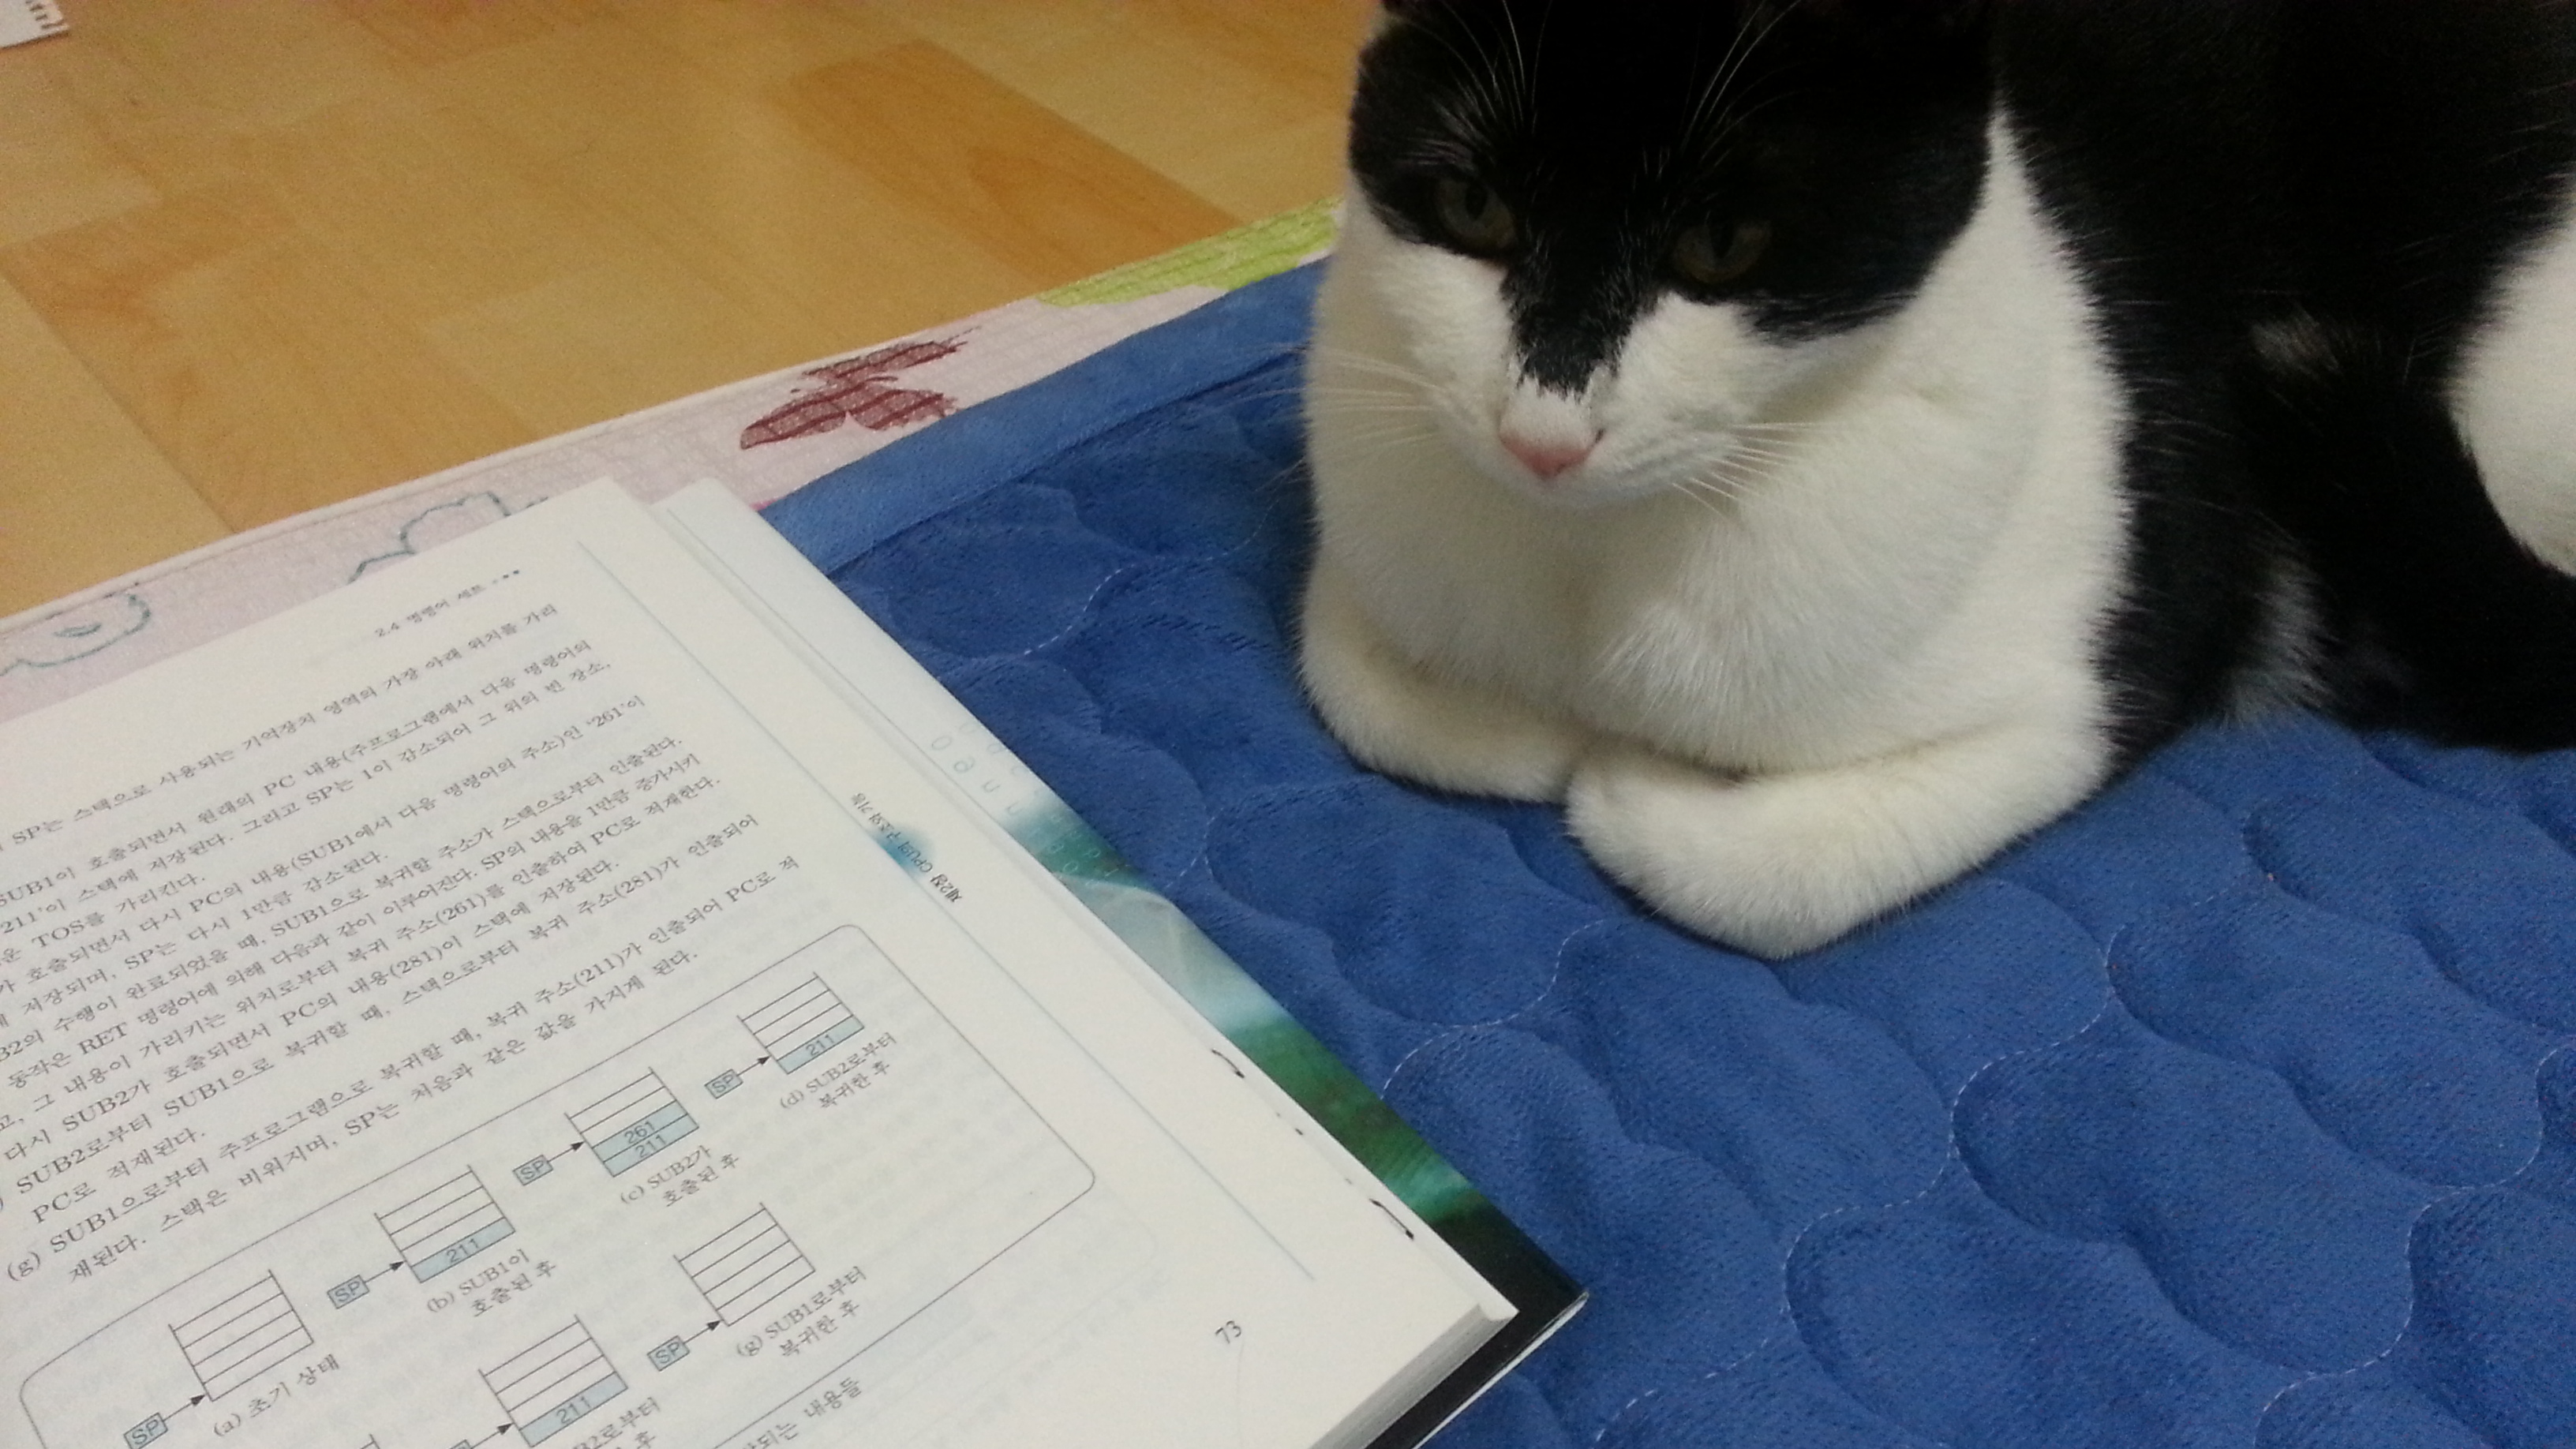 2.4 명령어 세트
SP는 스택으로 사용되는 기억장치 영역의 가장 아래 위치를 가리
SUB1이 호출되면서 원래의 PC 내용(주프로그램에서 다음 명령어의
'211'이 스택에 저장된다. 그리고 SP는 1이 감소되어 그 위의 빈 장소,
TOS를 가리킨다.
가 호출되면서 다시 PC의 내용(SUB1에서 다음 명령어의 주소)인 '261'이
저장되며, SP는 다시 1만큼 감소된다.
B2의 수행이 완료되었을 때, SUB1으로 복귀할 주소가 스택으로부터 인출된다.
동작은 RET 명령어에 의해 다음과 같이 이루어진다. SP의 내용을 1만큼 증가시키
고, 그 내용이 가리키는 위치로부터 복귀 주소(261)를 인출하여 PC로 적재한다.
다시 SUB2가 호출되면서 PC의 내용(281)이 스택에 저장된다.
) SUB2로부터 SUB1으로 복귀할 때, 스택으로부터 복귀 주소(281)가 인출되어
PC로 적재된다.
(g) SUB1으로부터 주프로그램으로 복귀할 때, 복귀 주소(211)가 인출되어 PC로 적
재된다. 스택은 비워지며, SP는 처음과 같은 값을 가지게 된다.
SP
(a) 초기 상태
SP
211
(b) SUB1이
호출된 후
SP
261
211
(c) SUB2가
호출된 후
SP
211
(d) SUB2로부터
복귀한 후
211
B2로부터
후
SP
(g) SUB1로부터
복귀한 후
되는 내용들
73
제2장 CPU의 구조와 기능